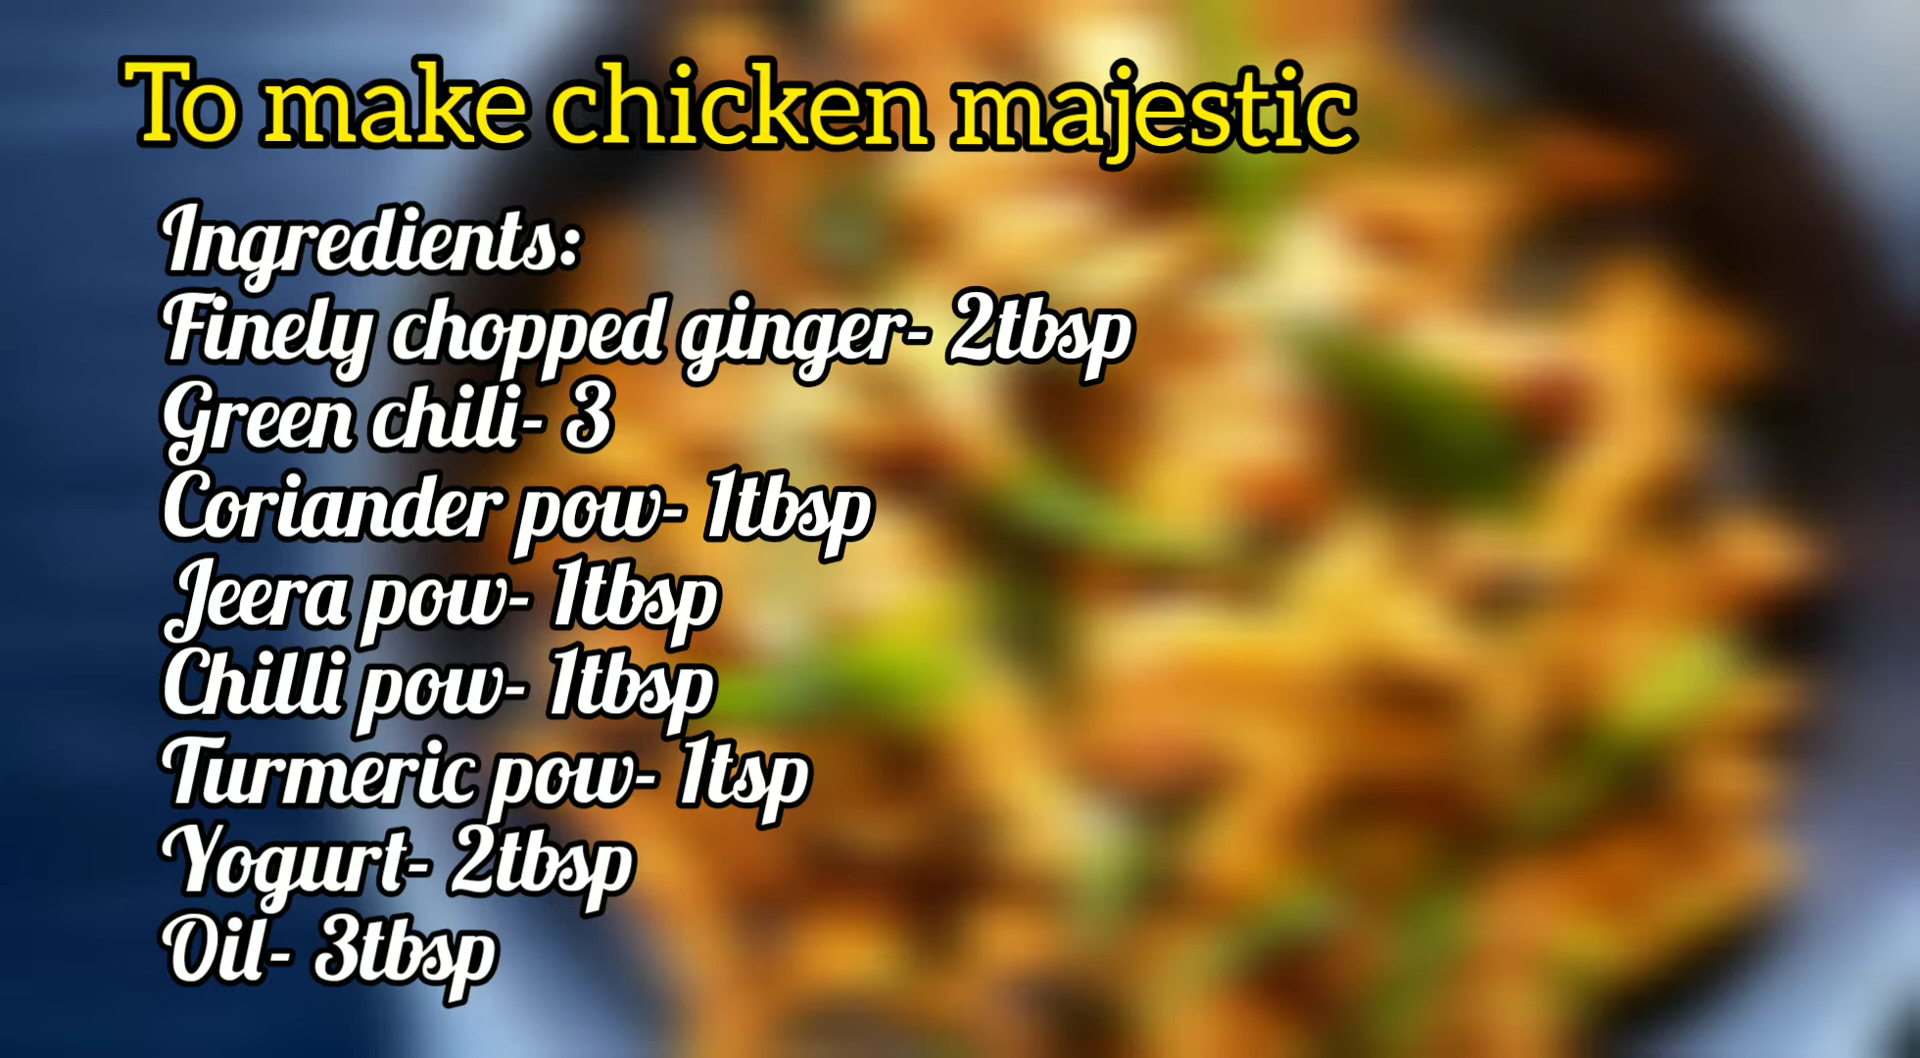 To make chicken majestic
Ingredients:
Finely chopped ginger- 2tbsp
Green chili- 3
Coriander pow- 1tbsp
Jeera pow- 1tbsp
Chilli pow- 1tbsp
Turmeric pow- 1tsp
Yogurt- 2tbsp
Oil- 3tbsp